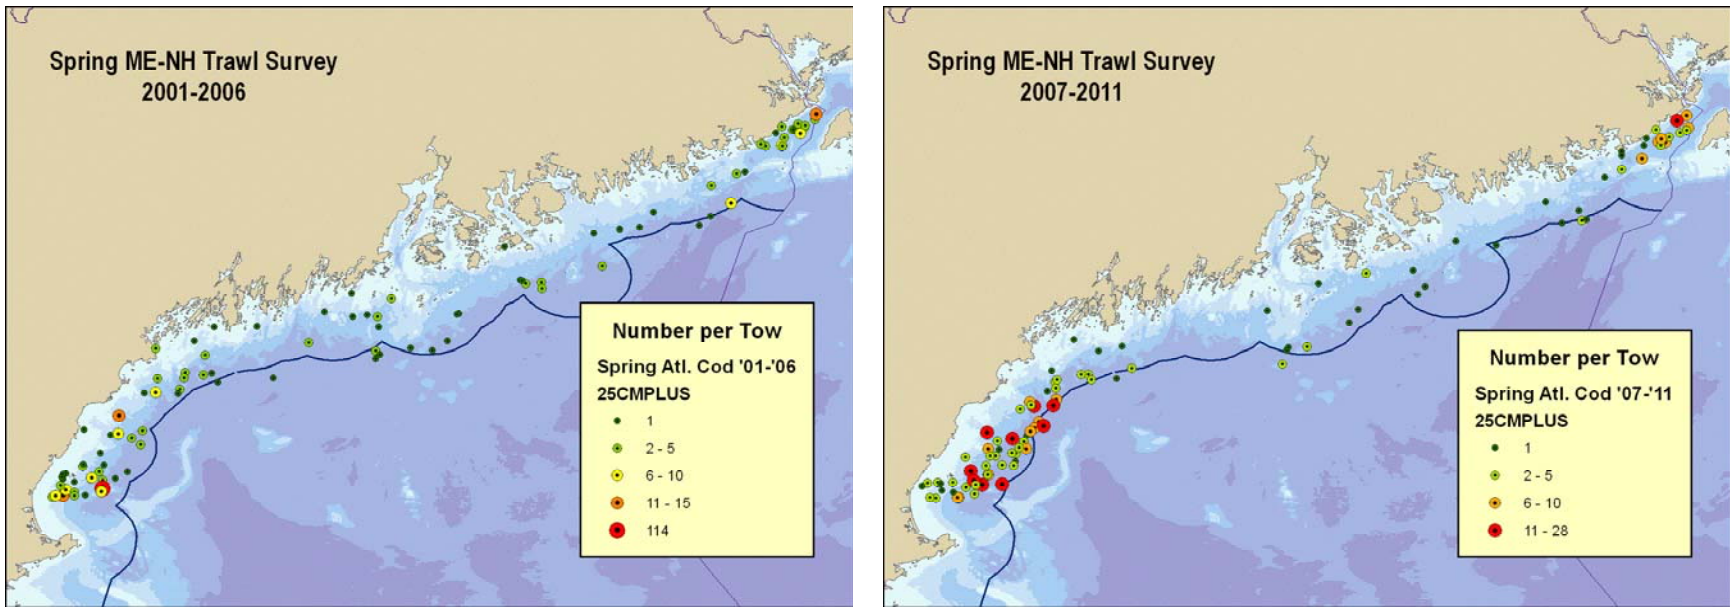 Spring ME-NH Trawl Survey
2001-2006
Number per Tow
Spring Atl. Cod '01-'06
25CMPLUS
1
2 - 5
6 - 10
11 - 15
114
Spring ME-NH Trawl Survey
2007-2011
Number per Tow
Spring Atl. Cod '07-'11
25CMPLUS
1
2 - 5
6 - 10
11 - 28